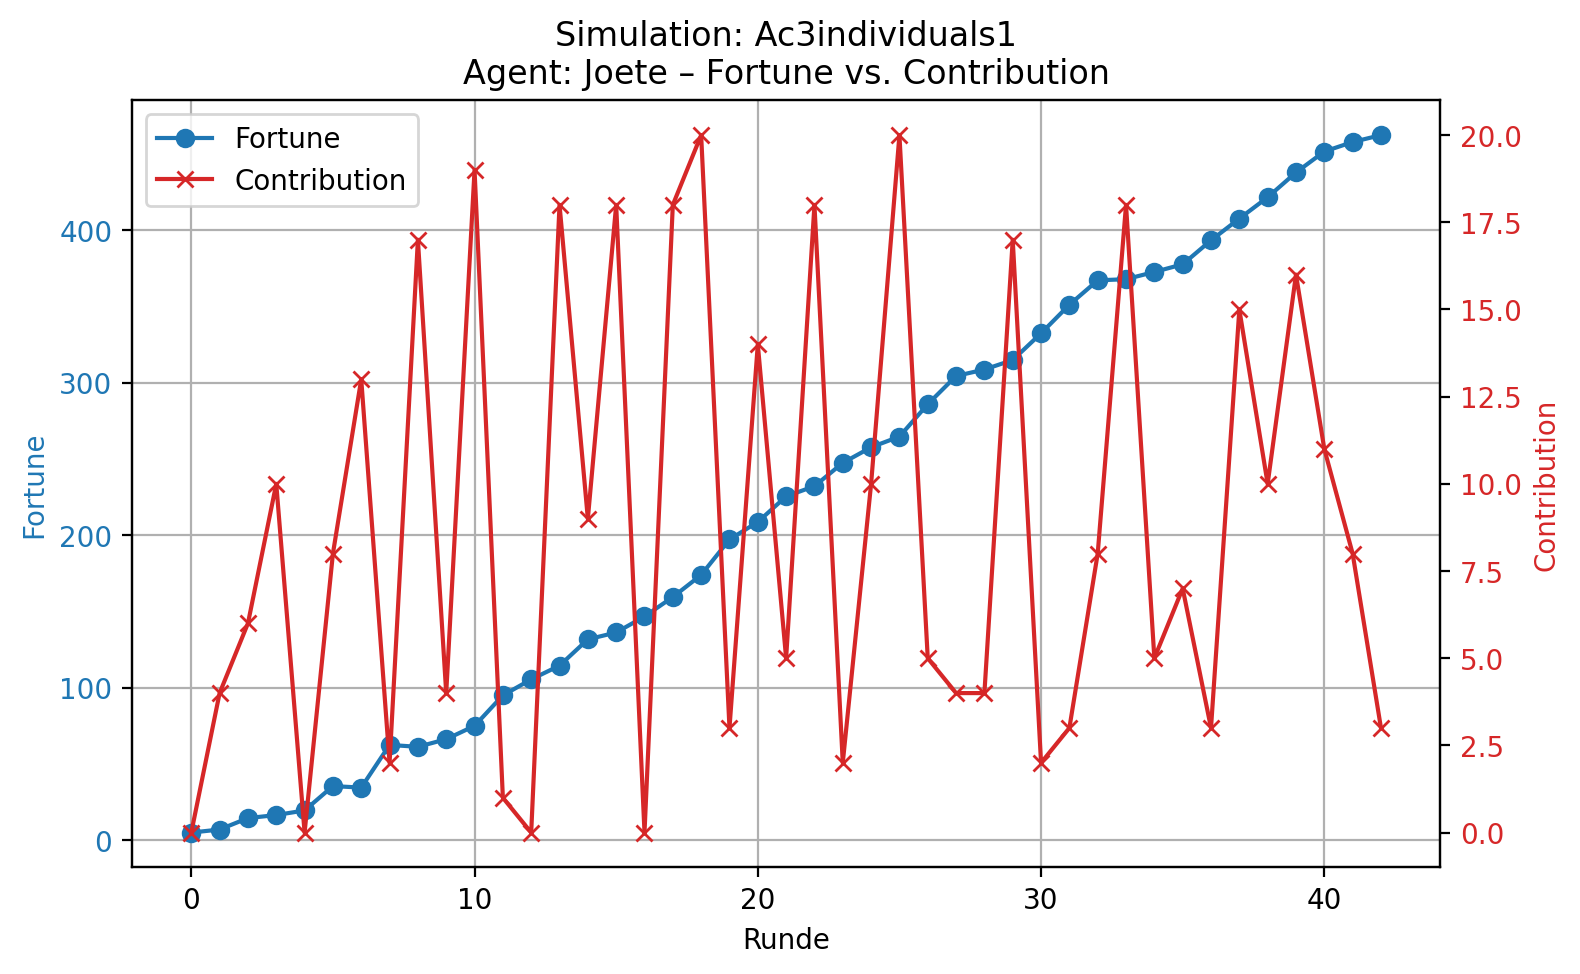 Simulation: Ac3individuals1
Agent: Joete – Fortune vs. Contribution
Fortune
Contribution
400
300
200
100
0
Fortune
20.0
17.5
15.0
12.5
10.0
7.5
5.0
2.5
0.0
Contribution
0
10
20
30
40
Runde